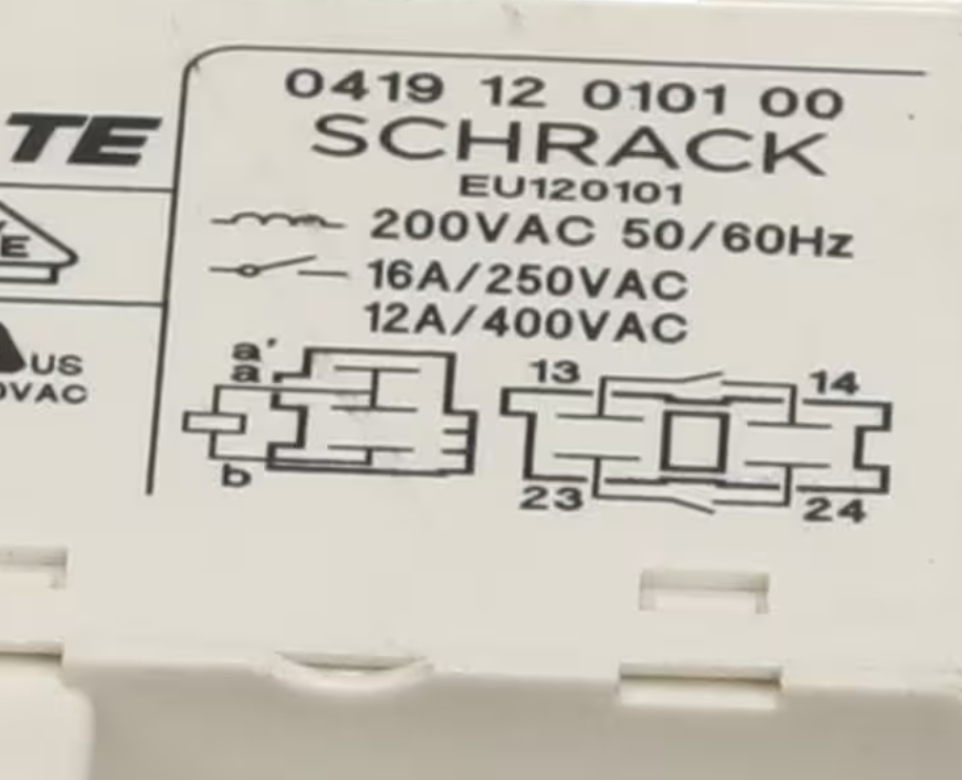 0419 12 0101 00
SCHRACK
EU120101
200VAC 50/60Hz
16A/250VAC
12A/400VAC
TE
E
US
0VAC
a'
a
b
13
14
23
24